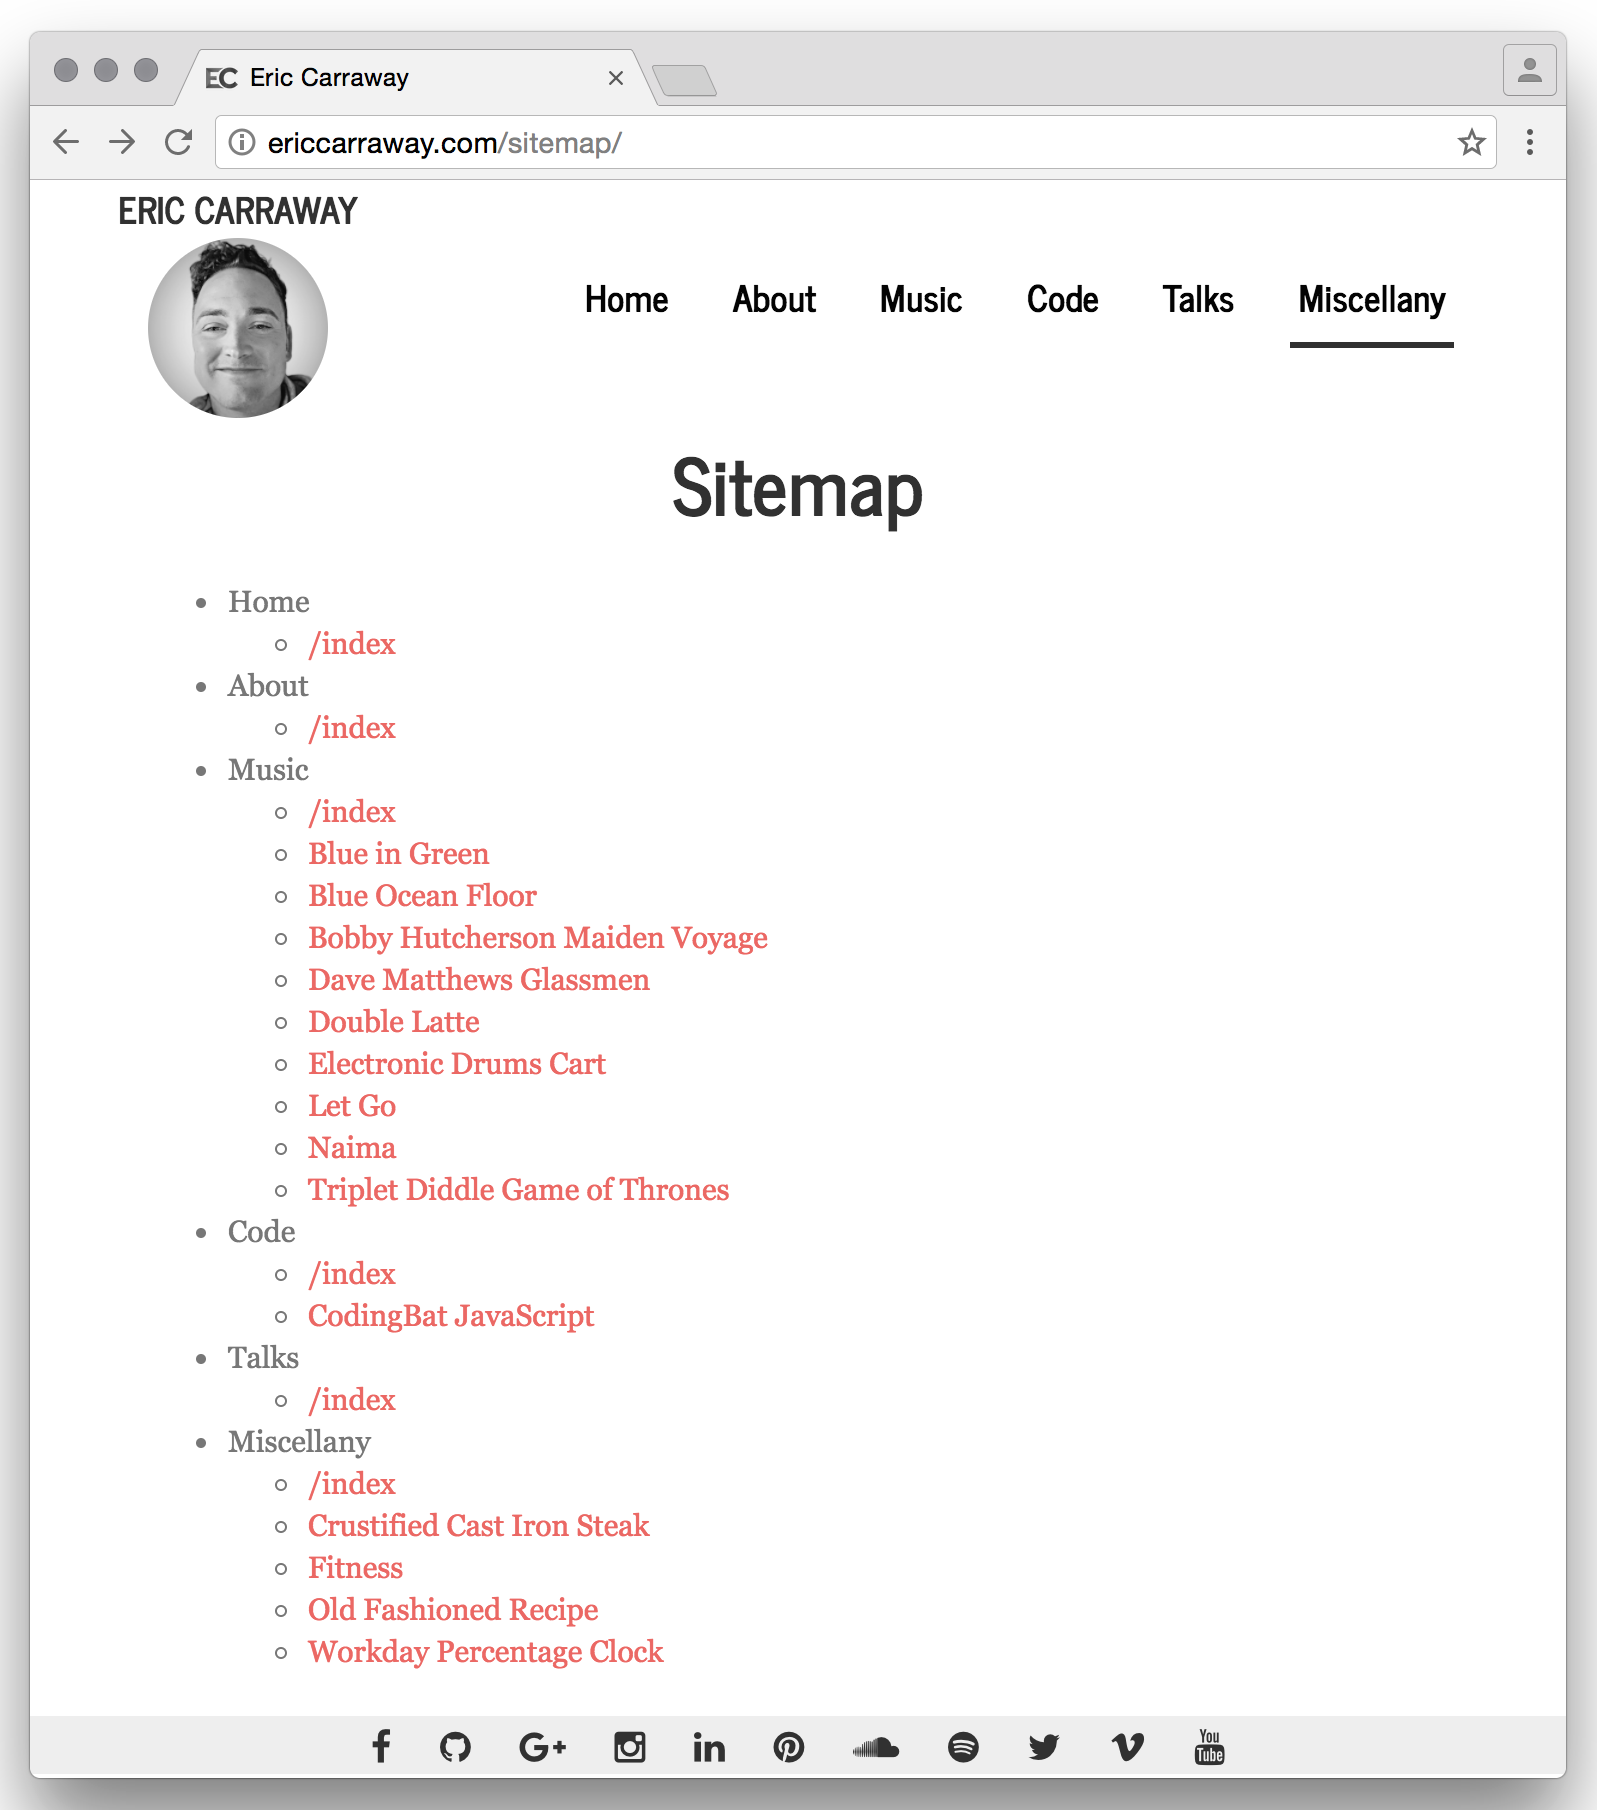 EC Eric Carraway
ericcarraway.com/sitemap/
ERIC CARRAWAY
Home About Music Code Talks Miscellany
Sitemap
Home
/index
About
/index
Music
/index
Blue in Green
Blue Ocean Floor
Bobby Hutcherson Maiden Voyage
Dave Matthews Glassmen
Double Latte
Electronic Drums Cart
Let Go
Naima
Triplet Diddle Game of Thrones
Code
/index
CodingBat JavaScript
Talks
/index
Miscellany
/index
Crustified Cast Iron Steak
Fitness
Old Fashioned Recipe
Workday Percentage Clock
You
Tube